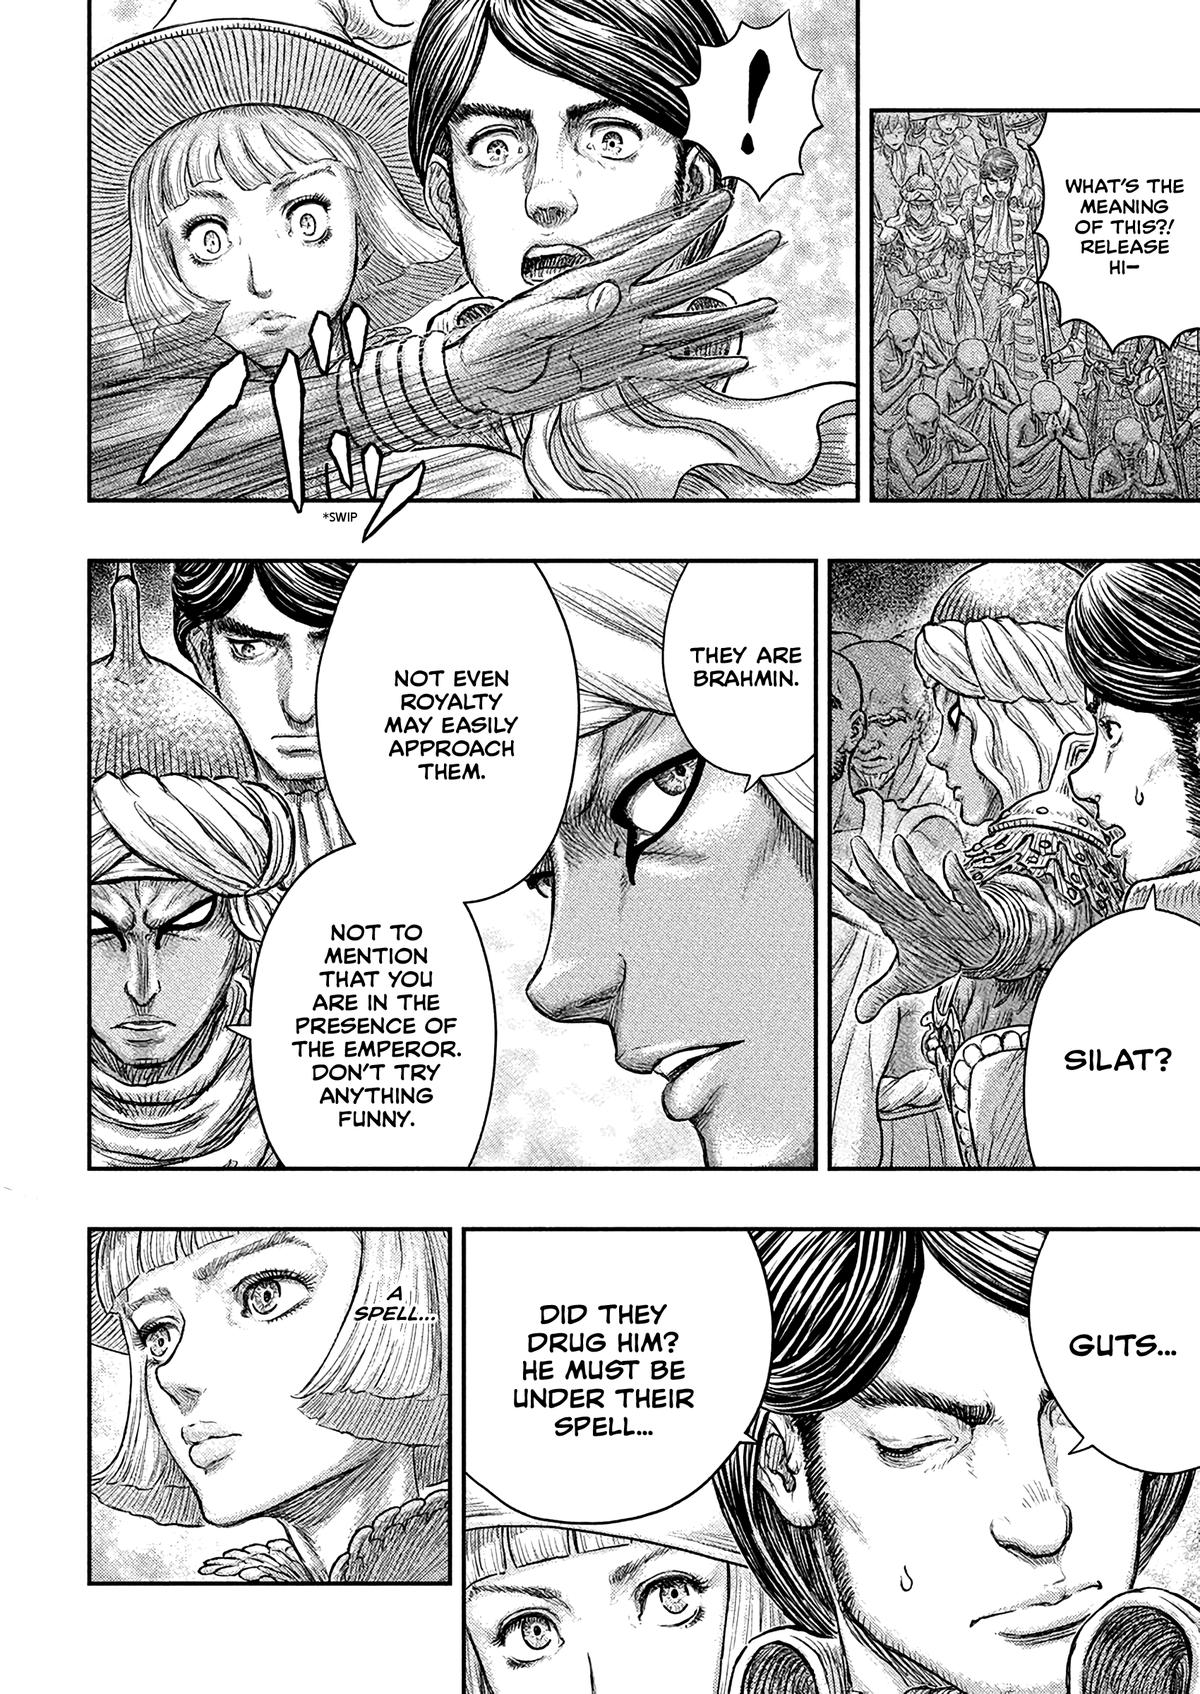 WHAT'S THE
MEANING
OF THIS?!
RELEASE
HI–
!
*SWIP
SILAT?
THEY ARE
BRAHMIN.
NOT EVEN
ROYALTY
MAY EASILY
APPROACH
THEM.
NOT TO
MENTION
THAT YOU
ARE IN THE
PRESENCE OF
THE EMPEROR.
DON'T TRY
ANYTHING
FUNNY.
GUTS...
DID THEY
DRUG HIM?
HE MUST BE
UNDER THEIR
SPELL...
A
SPELL...